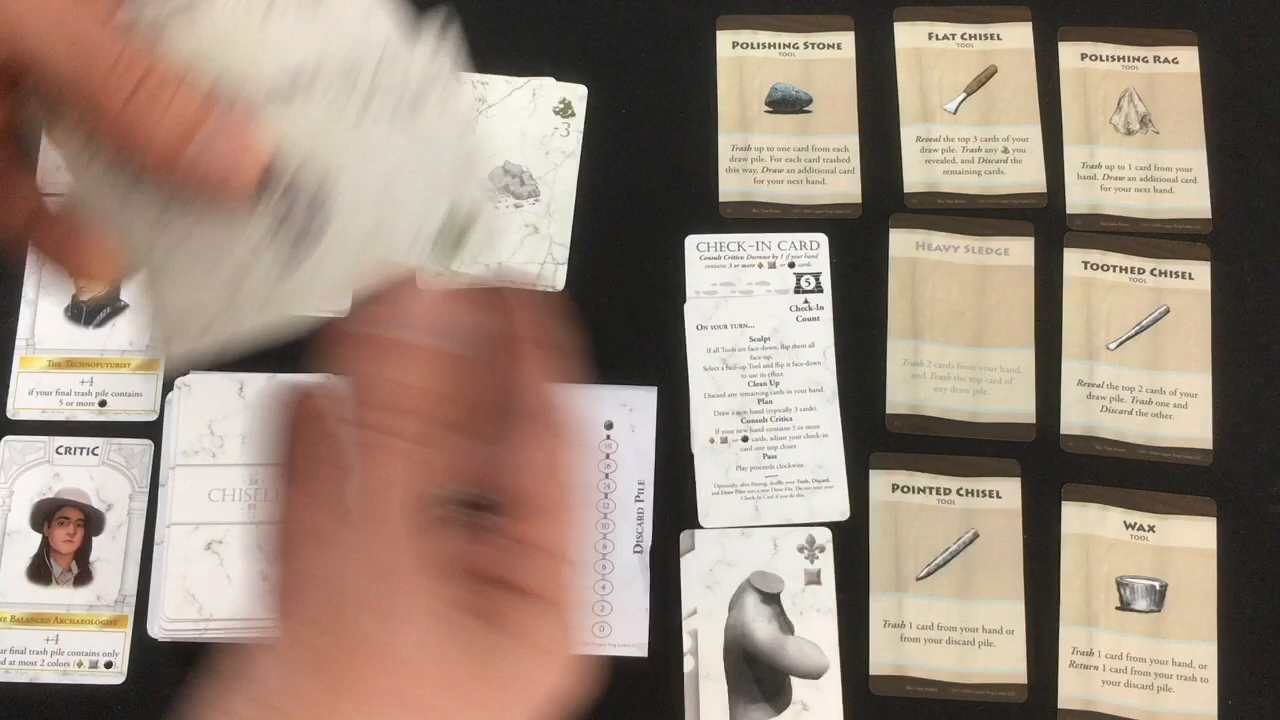 POLISHING STONE
TOOL
Trash up to one card from each
draw pile. For each card trashed
this way, Draw an additional card
for your next hand.
FLAT CHISEL
TOOL
Reveal the top 3 cards of your
draw pile. Trash any you
revealed, and Discard the
remaining cards.
POLISHING RAG
TOOL
Trash up to 1 card from your
hand. Draw an additional card
for your next hand.
-3
CHECK-IN CARD
Consult Critics: Decrease by 1 if your hand
contains 3 or more , , or cards.
5
Check-In
Count
ON YOUR TURN...
Sculpt
If all Tools are face-down, flip them all
face-up.
Select a face-up Tool and flip it face-down
to use its effect.
Clean Up
Discard any remaining cards in your hand.
Plan
Draw a new hand (typically 3 cards).
Consult Critics
If your new hand contains 3 or more
, , or cards, adjust your check-in
card one step closer.
Pass
Play proceeds clockwise.
HEAVY SLEDGE
Trash 2 cards from your hand,
and Trash the top card of
any draw pile.
TOOTHED CHISEL
TOOL
Reveal the top 2 cards of your
draw pile. Trash one and
Discard the other.
POINTED CHISEL
TOOL
Trash 1 card from your hand or
from your discard pile.
WAX
TOOL
Trash 1 card from your hand, or
Return 1 card from your trash to
your discard pile.
THE TECHNOFUTURIST
+4
if your final trash pile contains
5 or more
CRITIC
HE BALANCED ARCHAEOLOGIST
+4
ur final trash pile contains only
nd at most 2 colors ( , , ).
CHISEL
DISCARD PILE
18
16
14
12
10
8
6
4
2
0